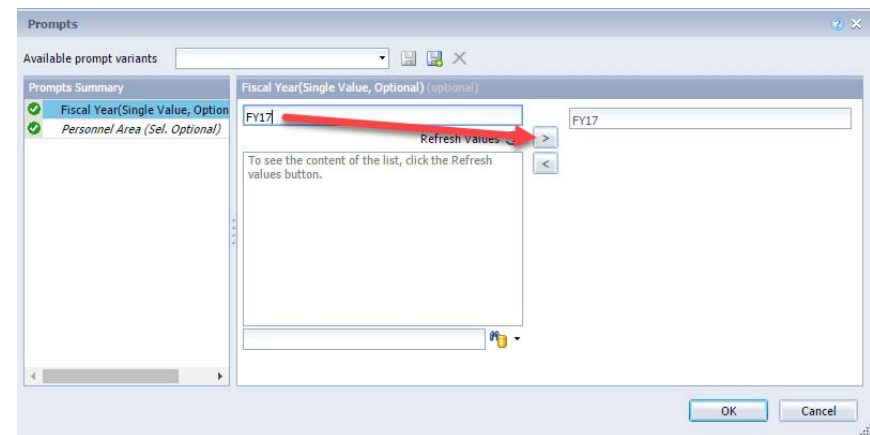 Prompts
Available prompt variants
Prompts Summary
Fiscal Year(Single Value, Option
Personnel Area (Sel. Optional)
Fiscal Year(Single Value, Optional) (optional)
FY17
Refresh Values
>
FY17
<
To see the content of the list, click the Refresh
values button.
OK
Cancel